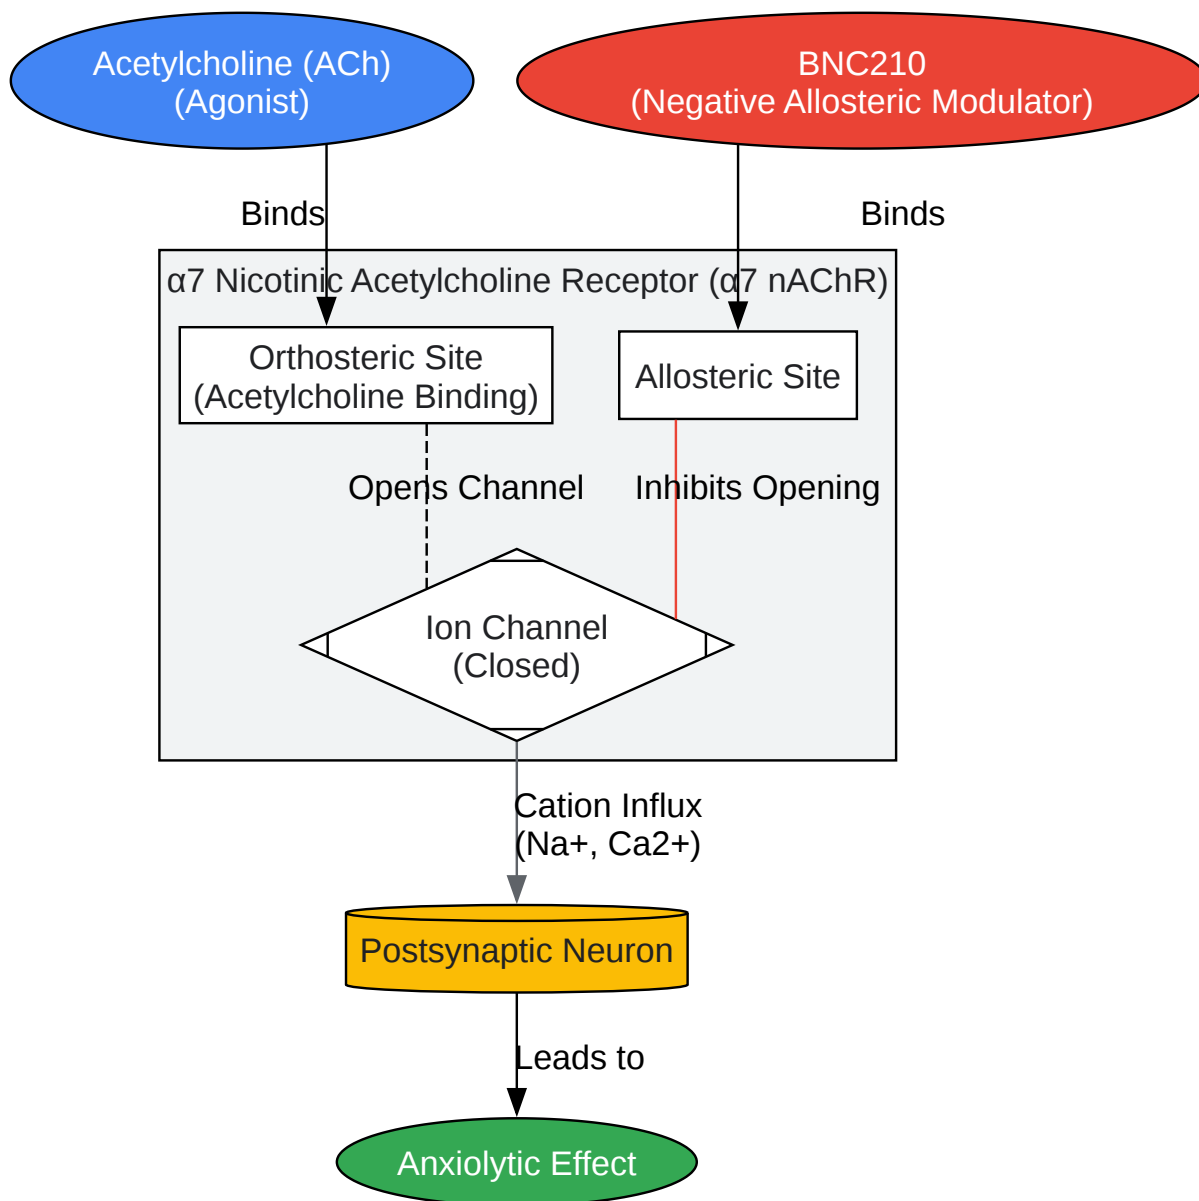 Acetylcholine (ACh)
(Agonist)
BNC210
(Negative Allosteric Modulator)
Binds
Binds
α7 Nicotinic Acetylcholine Receptor (α7 nAChR)
Orthosteric Site
(Acetylcholine Binding)
Allosteric Site
Opens Channel
Inhibits Opening
Ion Channel
(Closed)
Cation Influx
(Na+, Ca2+)
Postsynaptic Neuron
Leads to
Anxiolytic Effect